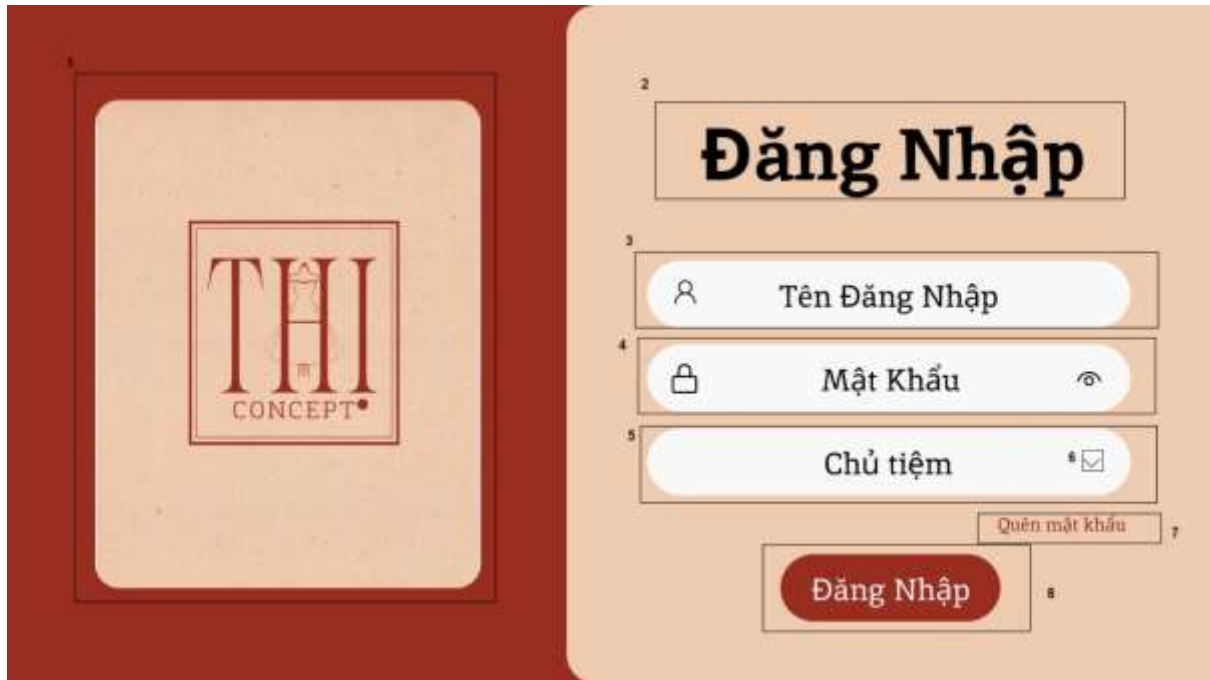 1
THI
CONCEPT
2
Đăng Nhập
3
Tên Đăng Nhập
4
Mật Khẩu
5
Chủ tiệm
6
Quên mật khẩu
7
Đăng Nhập
8